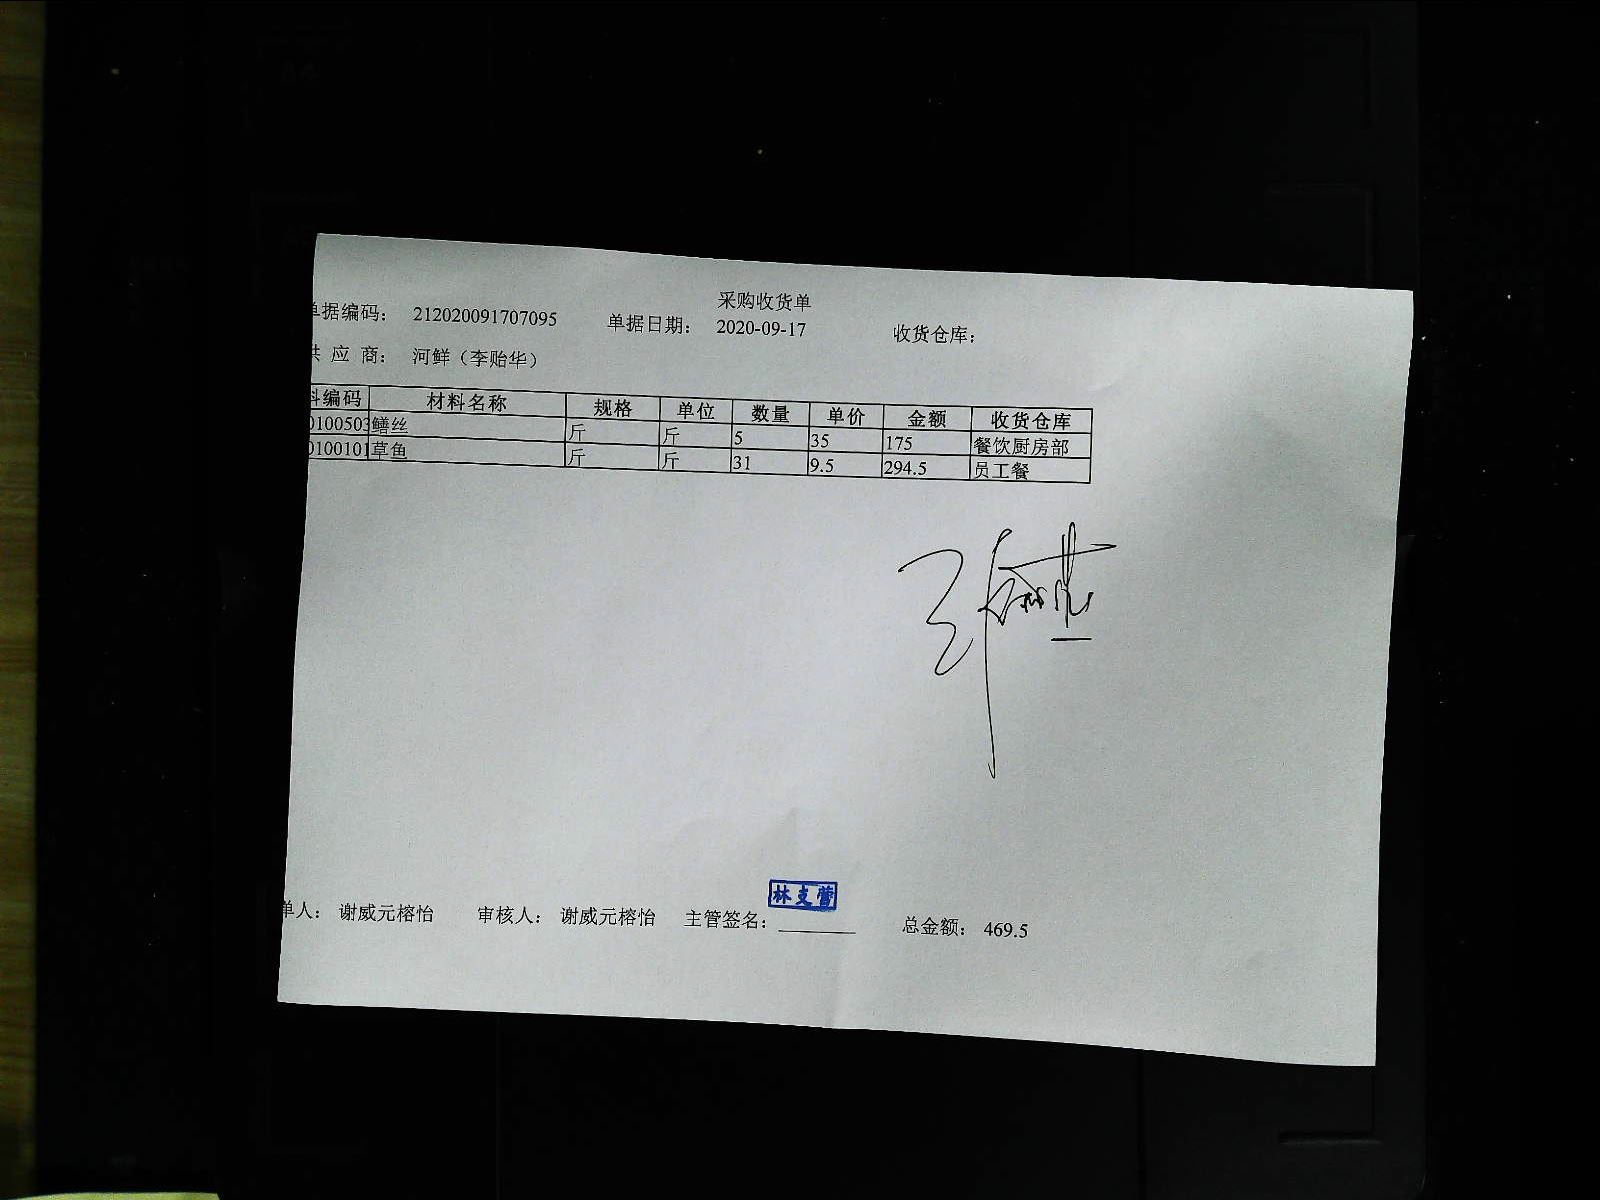 采购收货单
单据编码： 212020091707095 单据日期： 2020-09-17 收货仓库：
供 应 商： 河鲜（李贻华）
料编码 材料名称 规格 单位 数量 单价 金额 收货仓库
0100503 鳝丝 斤 斤 5 35 175 餐饮厨房部
0100101 草鱼 斤 斤 31 9.5 294.5 员工餐
林支营
单人： 谢威元榕怡 审核人： 谢威元榕怡 主管签名： 总金额： 469.5